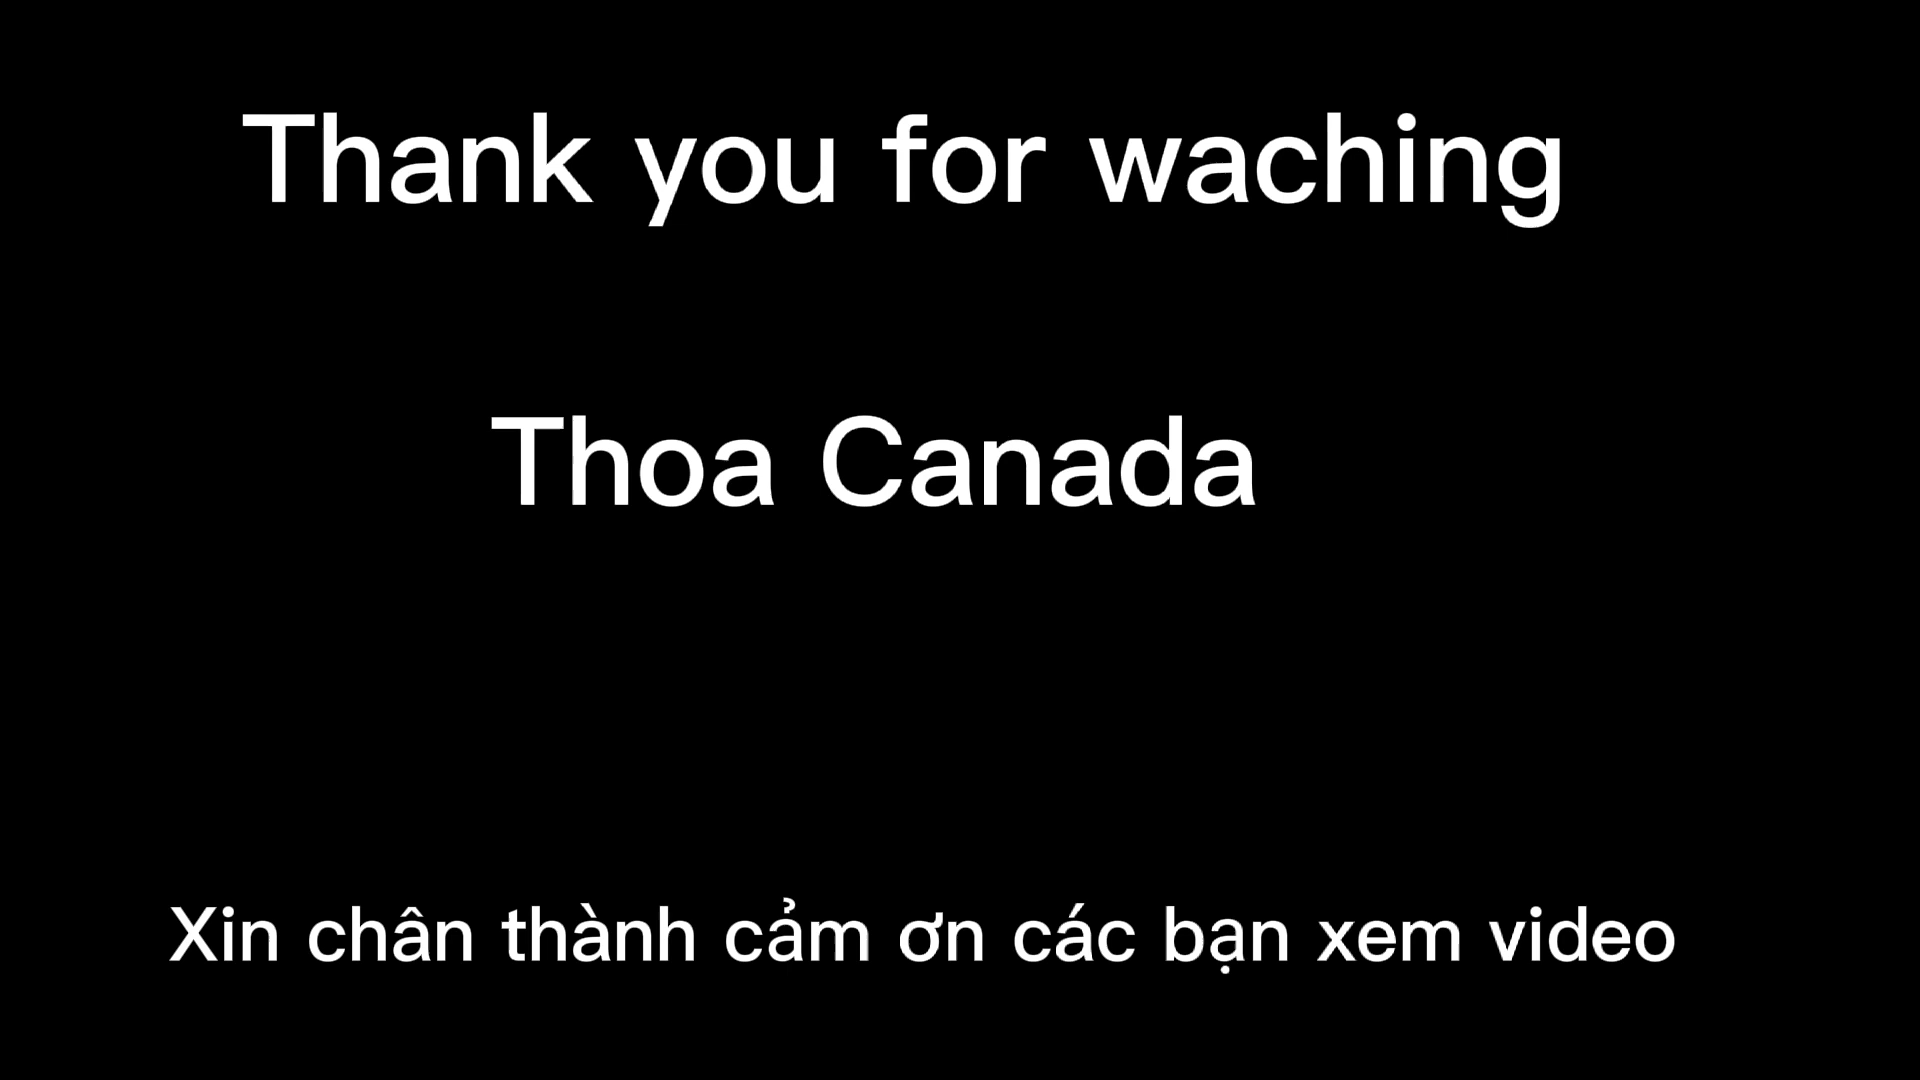 Thank you for waching
Thoa Canada
Xin chân thành cảm ơn các bạn xem video